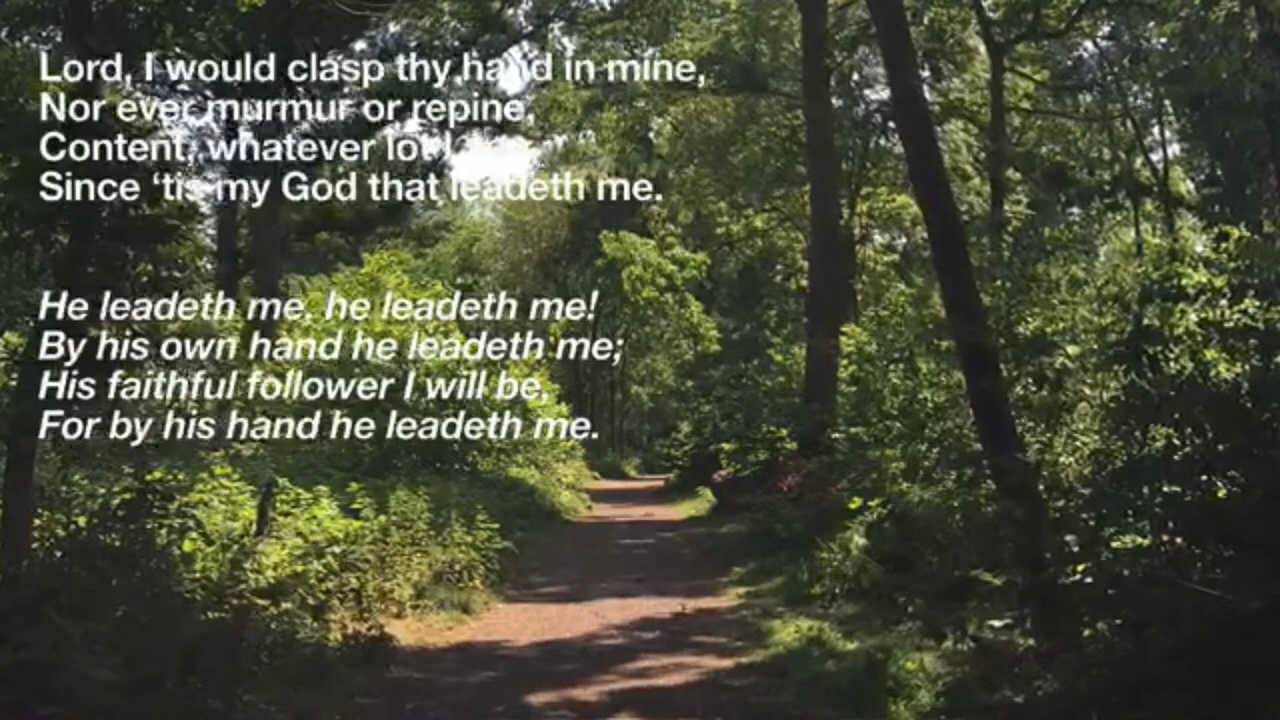 Lord, I would clasp thy hand in mine,
Nor ever murmur or repine,
Content, whatever lot I
Since ‘tis my God that leadeth me.
He leadeth me, he leadeth me!
By his own hand he leadeth me;
His faithful follower I will be,
For by his hand he leadeth me.